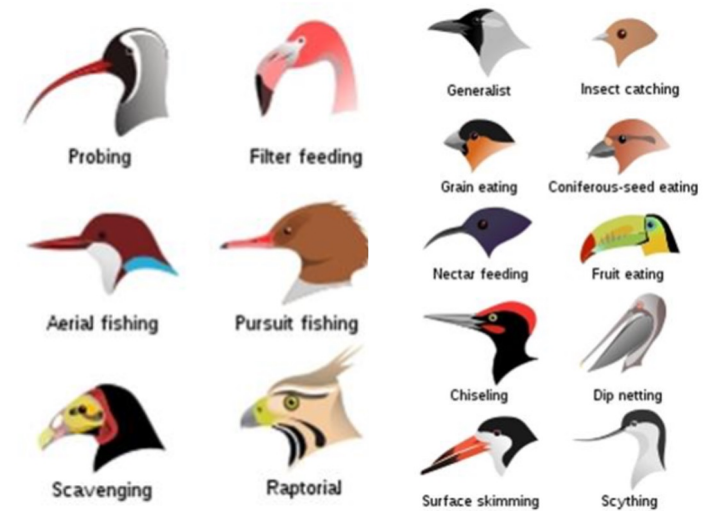 Probing
Filter feeding
Aerial fishing
Pursuit fishing
Scavenging
Raptorial
Generalist
Insect catching
Grain eating
Coniferous-seed eating
Nectar feeding
Fruit eating
Chiseling
Dip netting
Surface skimming
Scything